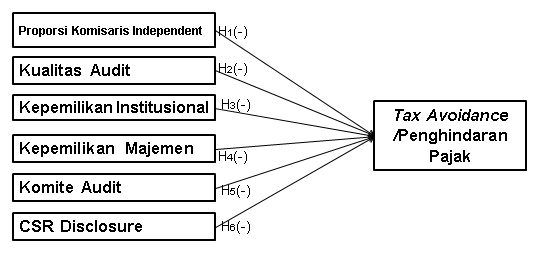 Proporsi Komisaris Independent
H1(-)
Kualitas Audit
H2(-)
Kepemilikan Institusional
H3(-)
Kepemilikan Majemen
H4(-)
Komite Audit
H5(-)
CSR Disclosure
H6(-)
Tax Avoidance
/Penghindaran
Pajak